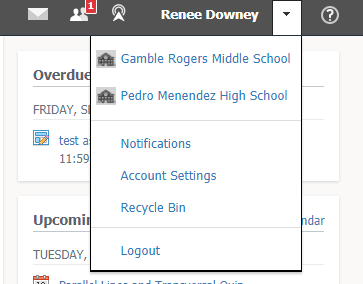 1
Renee Downey
Gamble Rogers Middle School
Overdue
Pedro Menendez High School
FRIDAY,
test
11:59
Notifications
Account Settings
Recycle Bin
Upcoming
ndar
TUESDAY,
Logout
Parallel Lines and Transversal Quiz